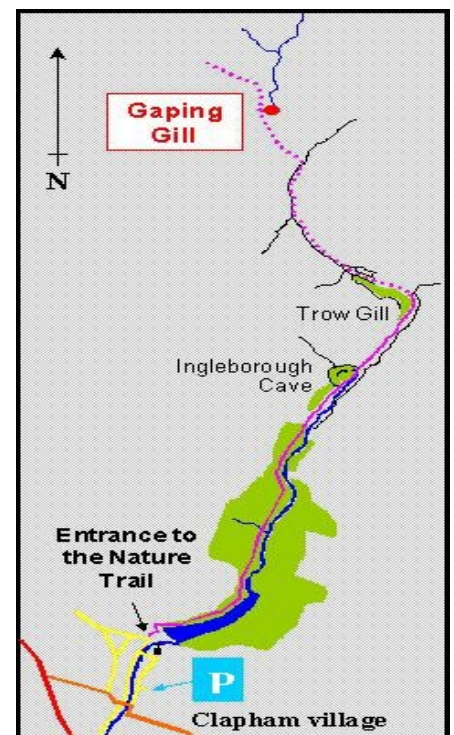 Gaping
Gill
N
Trow Gill
Ingleborough
Cave
Entrance to
the Nature
Trail
P
Clapham village